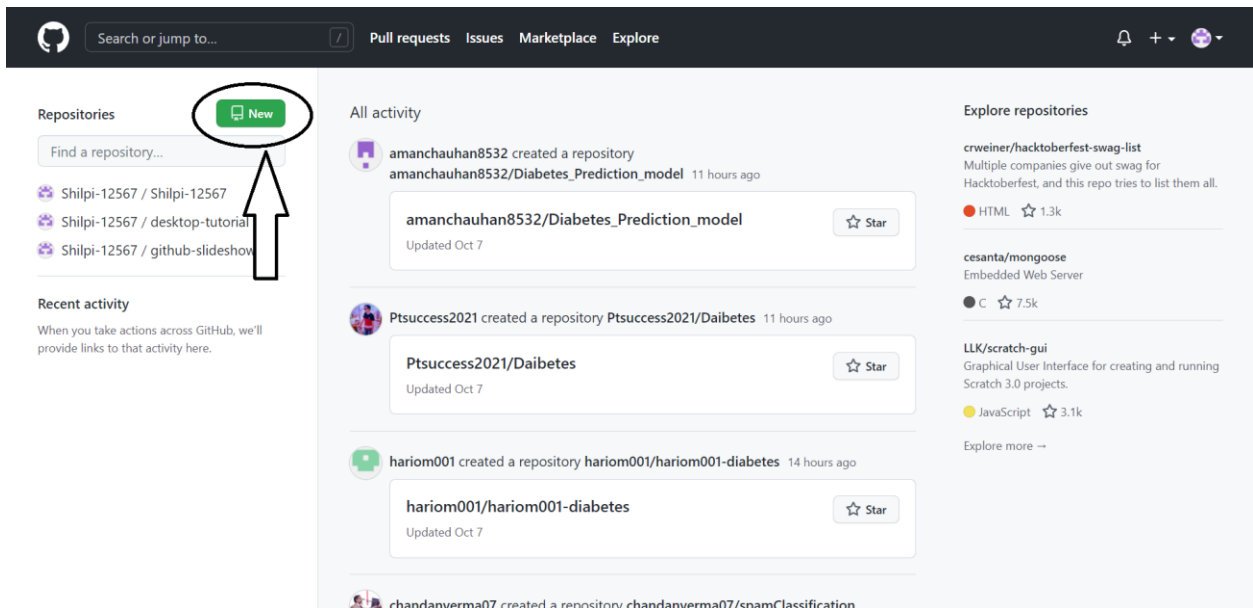 Search or jump to...
/
Pull requests Issues Marketplace Explore
Repositories
New
Find a repository...
Shilpi-12567 / Shilpi-12567
Shilpi-12567 / desktop-tutorial
Shilpi-12567 / github-slideshow
Recent activity
When you take actions across GitHub, we'll
provide links to that activity here.
All activity
amanchauhan8532 created a repository
amanchauhan8532/Diabetes_Prediction_model 11 hours ago
amanchauhan8532/Diabetes_Prediction_model
Star
Updated Oct 7
Ptsuccess2021 created a repository Ptsuccess2021/Daibetes 11 hours ago
Ptsuccess2021/Daibetes
Star
Updated Oct 7
hariom001 created a repository hariom001/hariom001-diabetes 14 hours ago
hariom001/hariom001-diabetes
Star
Updated Oct 7
chandanverma07 created a repository chandanverma07/spamClassification
Explore repositories
crweiner/hacktoberfest-swag-list
Multiple companies give out swag for
Hacktoberfest, and this repo tries to list them all.
HTML 1.3k
cesanta/mongoose
Embedded Web Server
C 7.5k
LLK/scratch-gui
Graphical User Interface for creating and running
Scratch 3.0 projects.
JavaScript 3.1k
Explore more →